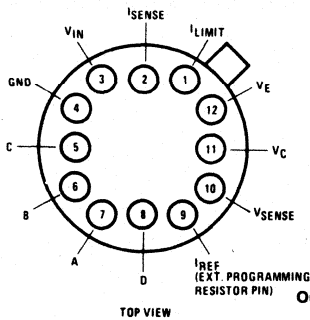 ISENSE
VIN
ILIMIT
GND
3
2
1
VE
4
12
C
5
11
VC
6
10
B
7
8
9
VSENSE
A
D
IREF
(EXT. PROGRAMMING
RESISTOR PIN)
O
TOP VIEW